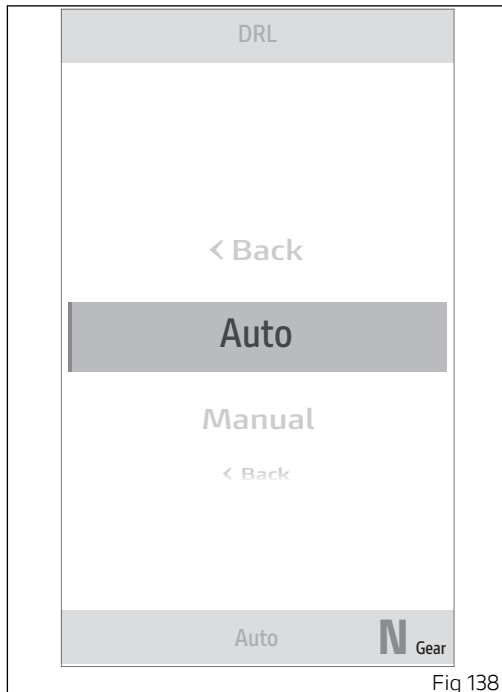 DRL
< Back
Auto
Manual
< Back
Auto
N Gear
Fig 138